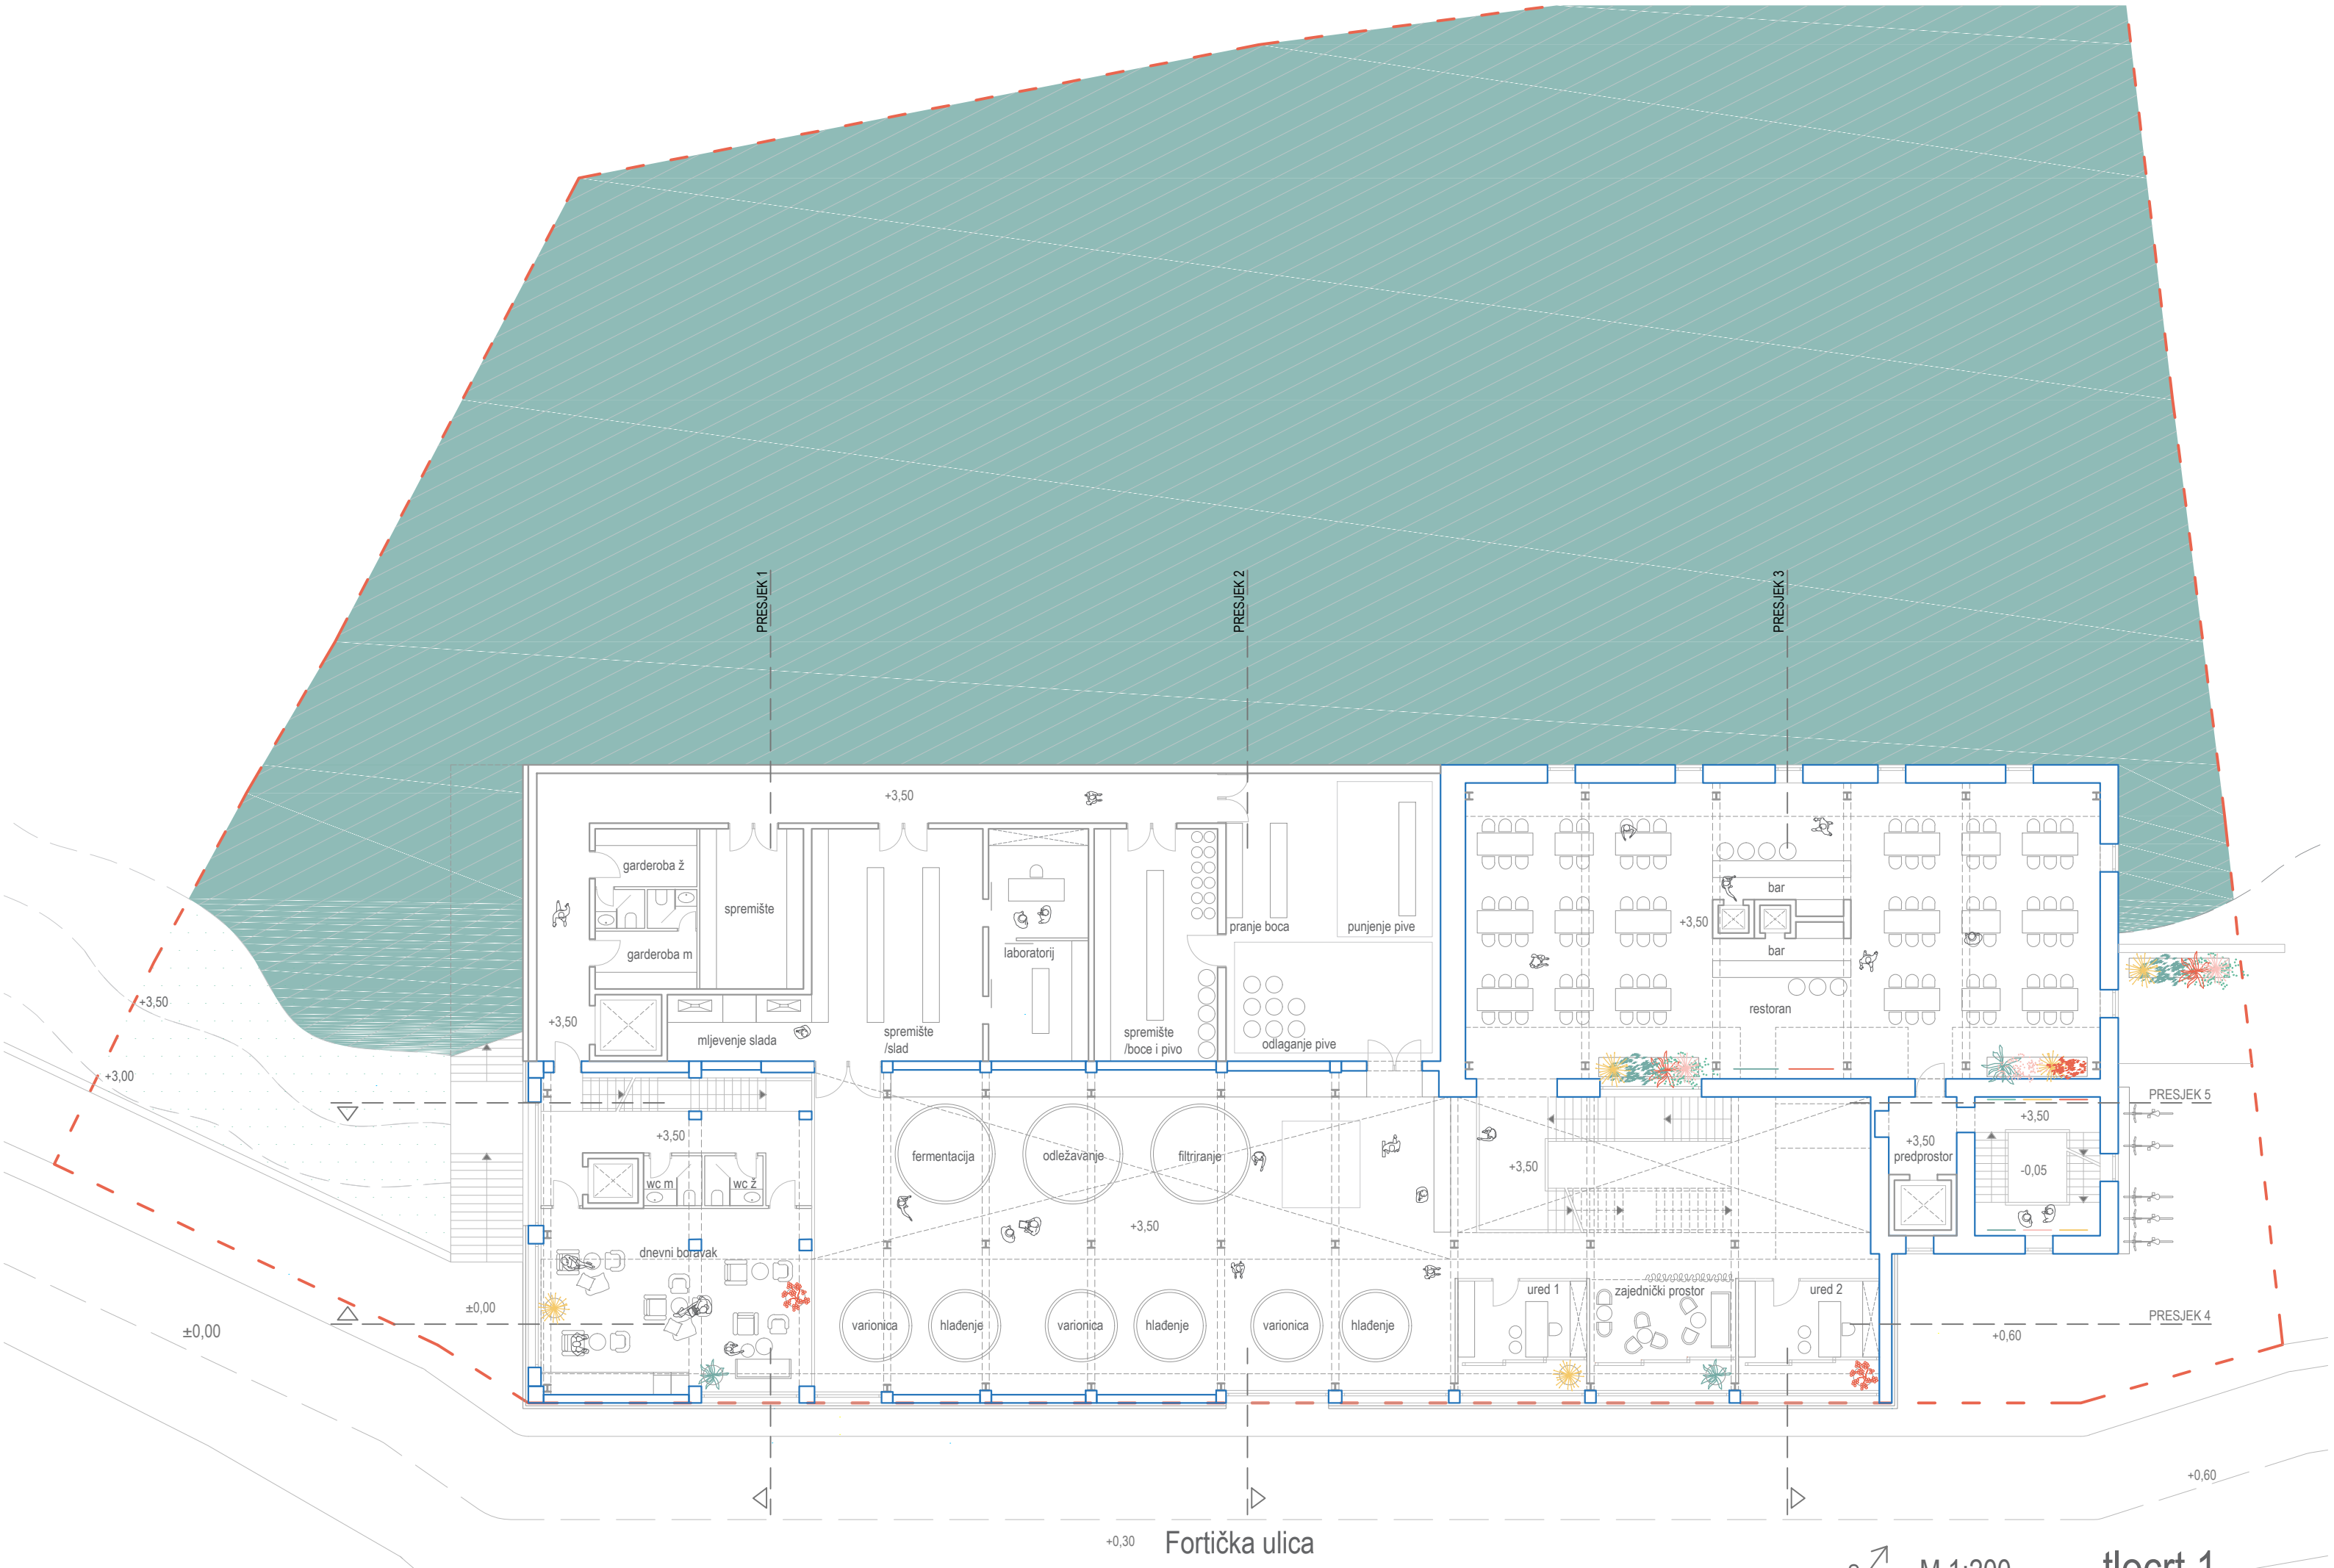 PRESJEK 1
PRESJEK 2
PRESJEK 3
+3,50
garderoba ž
spremište
garderoba m
bar
+3,50
bar
pranje boca
punjenje pive
laboratorij
restoran
+3,50
+3,50
mljevenje slada
spremište
/slad
spremište
/boce i pivo
odlaganje pive
+3,00
PRESJEK 5
+3,50
+3,50
+3,50
predprostor
fermentacija
odležavanje
filtriranje
+3,50
-0,05
wc m
wc ž
+3,50
dnevni boravak
ured 1
zajednički prostor
ured 2
±0,00
PRESJEK 4
±0,00
varionica
hlađenje
varionica
hlađenje
varionica
hlađenje
+0,60
+0,60
+0,30
Fortička ulica
M 1:200
tlocrt 1